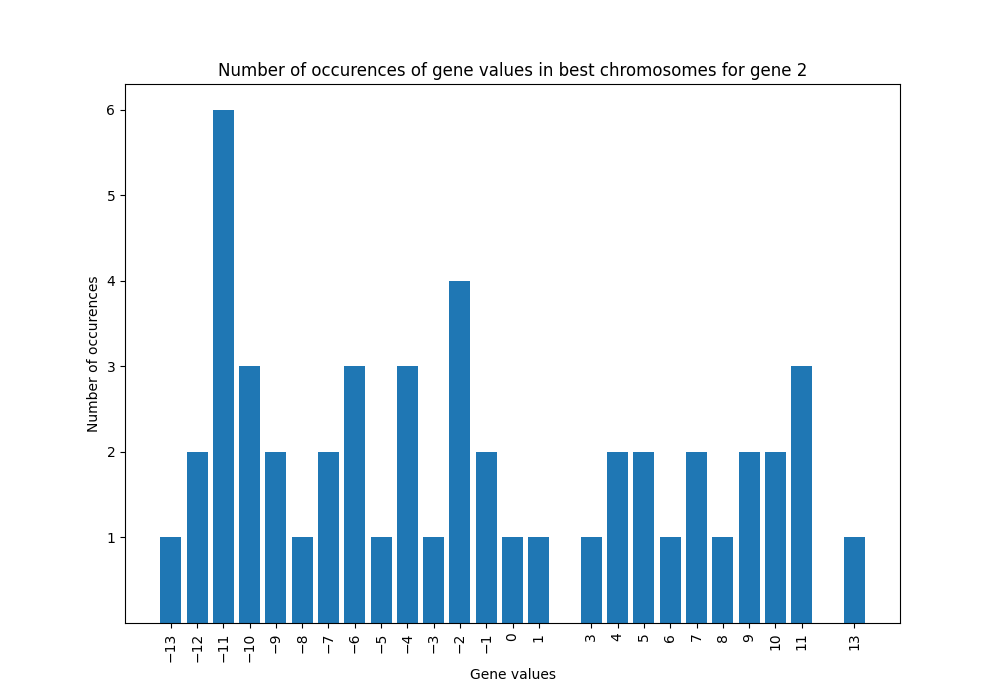 Number of occurences of gene values in best chromosomes for gene 2
Number of occurences
6
5
4
3
2
1
−13 −12 −11 −10 −9 −8 −7 −6 −5 −4 −3 −2 −1 0 1 3 4 5 6 7 8 9 10 11 13
Gene values